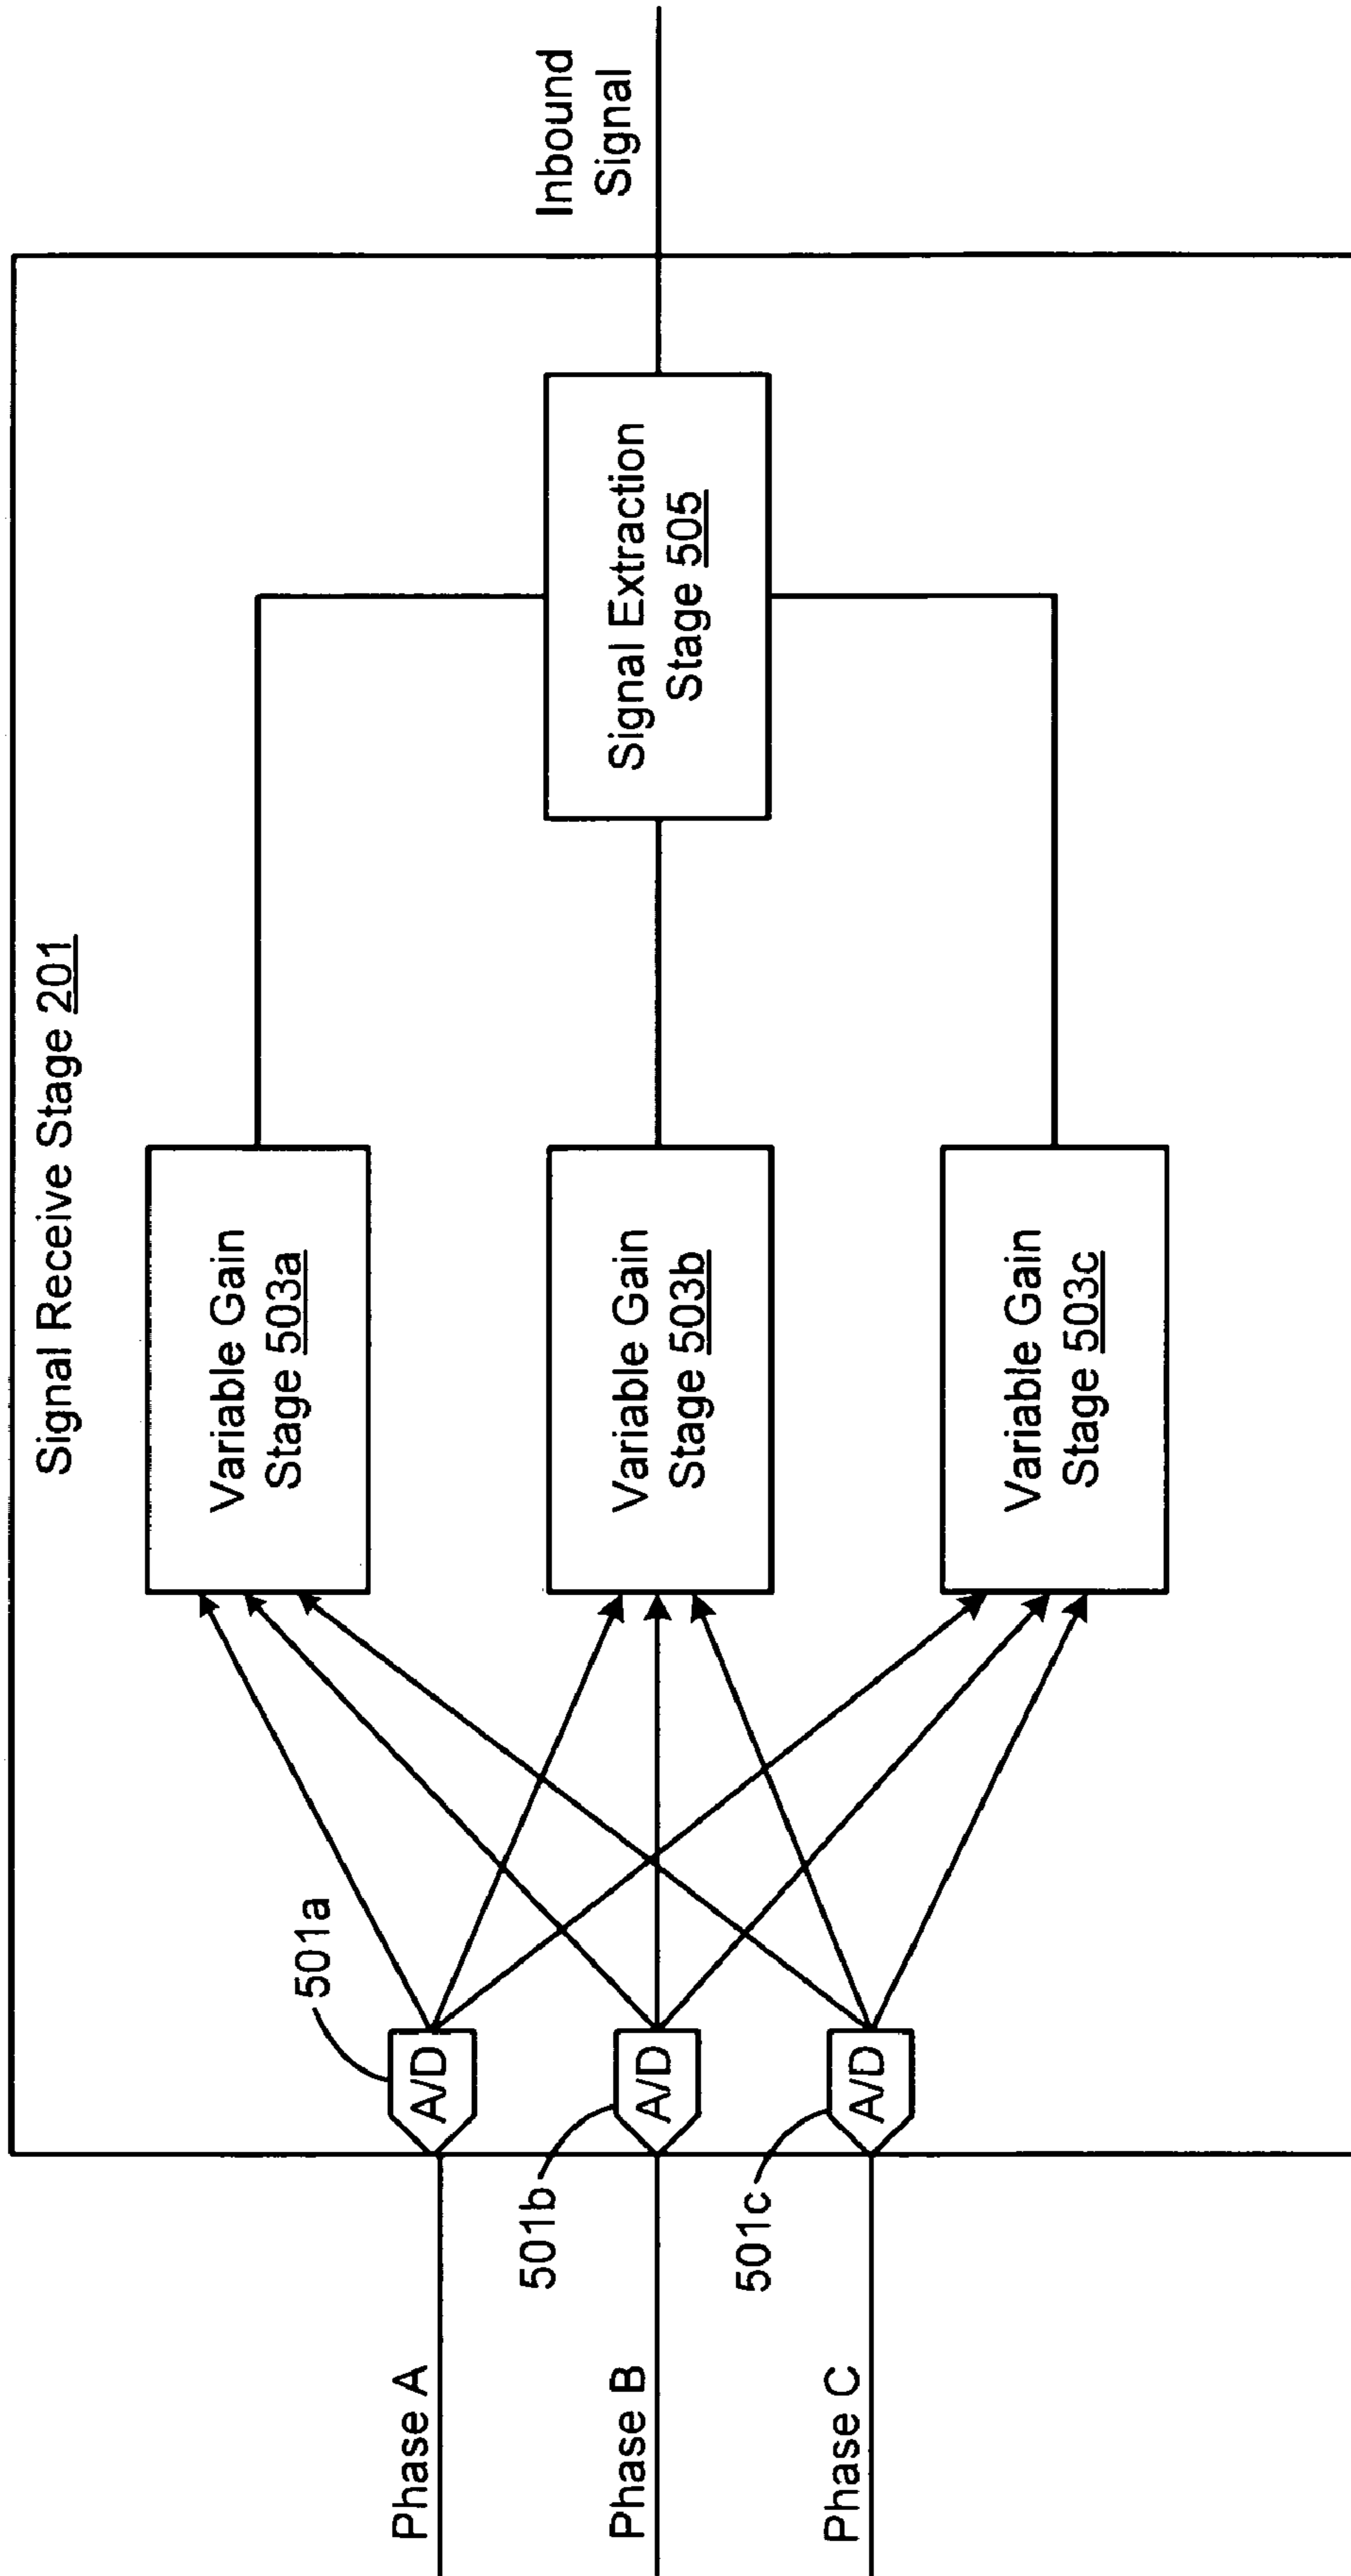 Signal Receive Stage 201
Phase A
Phase B
Phase C
501a
501b
501c
A/D
A/D
A/D
Variable Gain
Stage 503a
Variable Gain
Stage 503b
Variable Gain
Stage 503c
Signal Extraction
Stage 505
Inbound
Signal